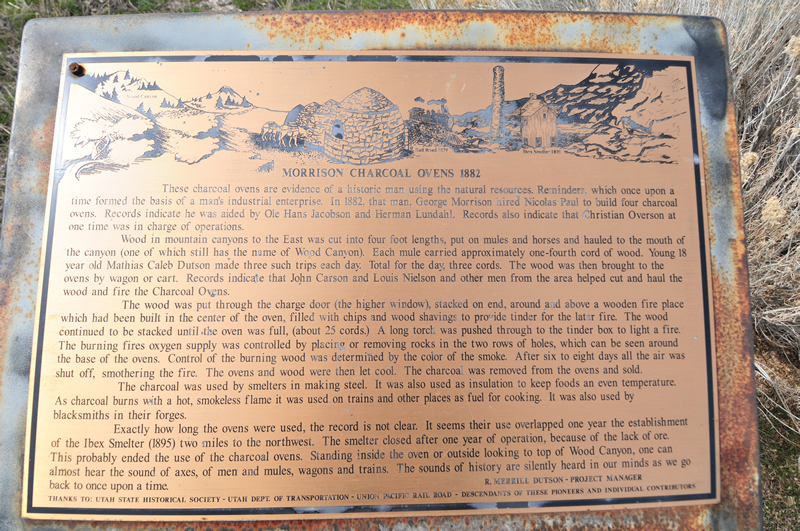 Wood Canyon
Rail Road 1879
Ibex Smelter 1895
MORRISON CHARCOAL OVENS 1882
These charcoal ovens are evidence of a historic man using the natural resources. Reminders, which once upon a
time formed the basis of a man's industrial enterprise. In 1882, that man, George Morrison hired Nicolas Paul to build four charcoal
ovens. Records indicate he was aided by Ole Hans Jacobson and Herman Lundahl. Records also indicate that Christian Overson at
one time was in charge of operations.
Wood in mountain canyons to the East was cut into four foot lengths, put on mules and horses and hauled to the mouth of
the canyon (one of which still has the name of Wood Canyon). Each mule carried approximately one-fourth cord of wood. Young 18
year old Mathias Caleb Dutson made three such trips each day. Total for the day, three cords. The wood was then brought to the
ovens by wagon or cart. Records indicate that John Carson and Louis Nielson and other men from the area helped cut and haul the
wood and fire the Charcoal Ovens.
The wood was put through the charge door (the higher window), stacked on end, around and above a wooden fire place
which had been built in the center of the oven, filled with chips and wood shavings to provide tinder for the later fire. The wood
continued to be stacked until the oven was full, (about 25 cords.) A long torch was pushed through to the tinder box to light a fire.
The burning fires oxygen supply was controlled by placing or removing rocks in the two rows of holes, which can be seen around
the base of the ovens. Control of the burning wood was determined by the color of the smoke. After six to eight days all the air was
shut off, smothering the fire. The ovens and wood were then let cool. The charcoal was removed from the ovens and sold.
The charcoal was used by smelters in making steel. It was also used as insulation to keep foods an even temperature.
As charcoal burns with a hot, smokeless flame it was used on trains and other places as fuel for cooking. It was also used by
blacksmiths in their forges.
Exactly how long the ovens were used, the record is not clear. It seems their use overlapped one year the establishment
of the Ibex Smelter (1895) two miles to the northwest. The smelter closed after one year of operation, because of the lack of ore.
This probably ended the use of the charcoal ovens. Standing inside the oven or outside looking to top of Wood Canyon, one can
almost hear the sound of axes, of men and mules, wagons and trains. The sounds of history are silently heard in our minds as we go
back to once upon a time.
R. MERRILL DUTSON - PROJECT MANAGER
THANKS TO: UTAH STATE HISTORICAL SOCIETY - UTAH DEPT. OF TRANSPORTATION - UNION PACIFIC RAIL ROAD - DESCENDANTS OF THESE PIONEERS AND INDIVIDUAL CONTRIBUTORS